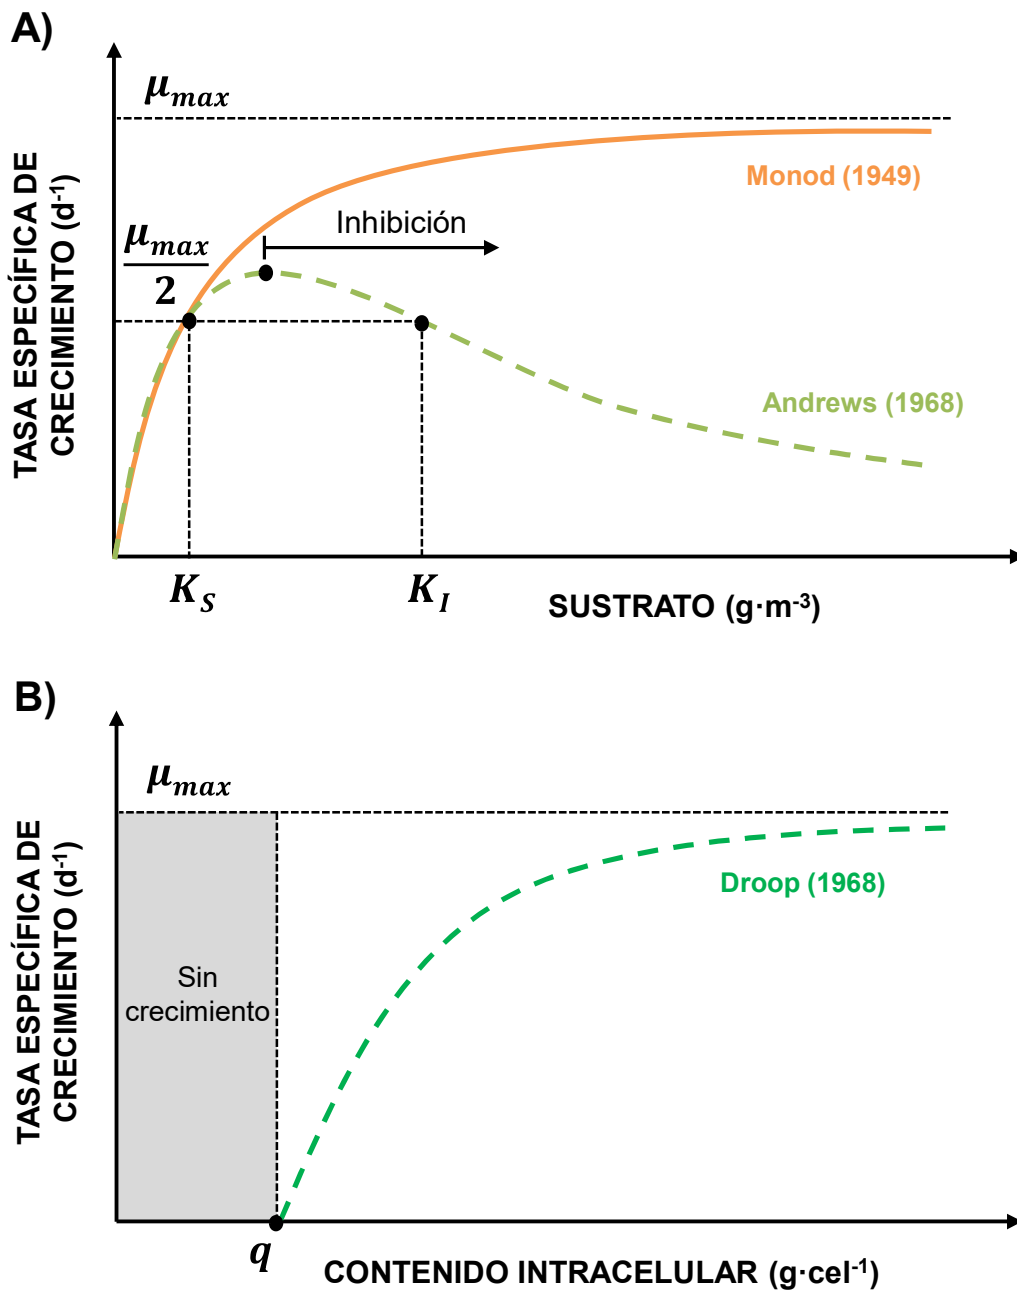 A)
μmax
TASA ESPECÍFICA DE
CRECIMIENTO (d-1)
Monod (1949)
Inhibición
μmax
2
Andrews (1968)
KS
KI
SUSTRATO (g·m-3)
B)
μmax
TASA ESPECÍFICA DE
CRECIMIENTO (d-1)
Droop (1968)
Sin
crecimiento
q
CONTENIDO INTRACELULAR (g·cel-1)